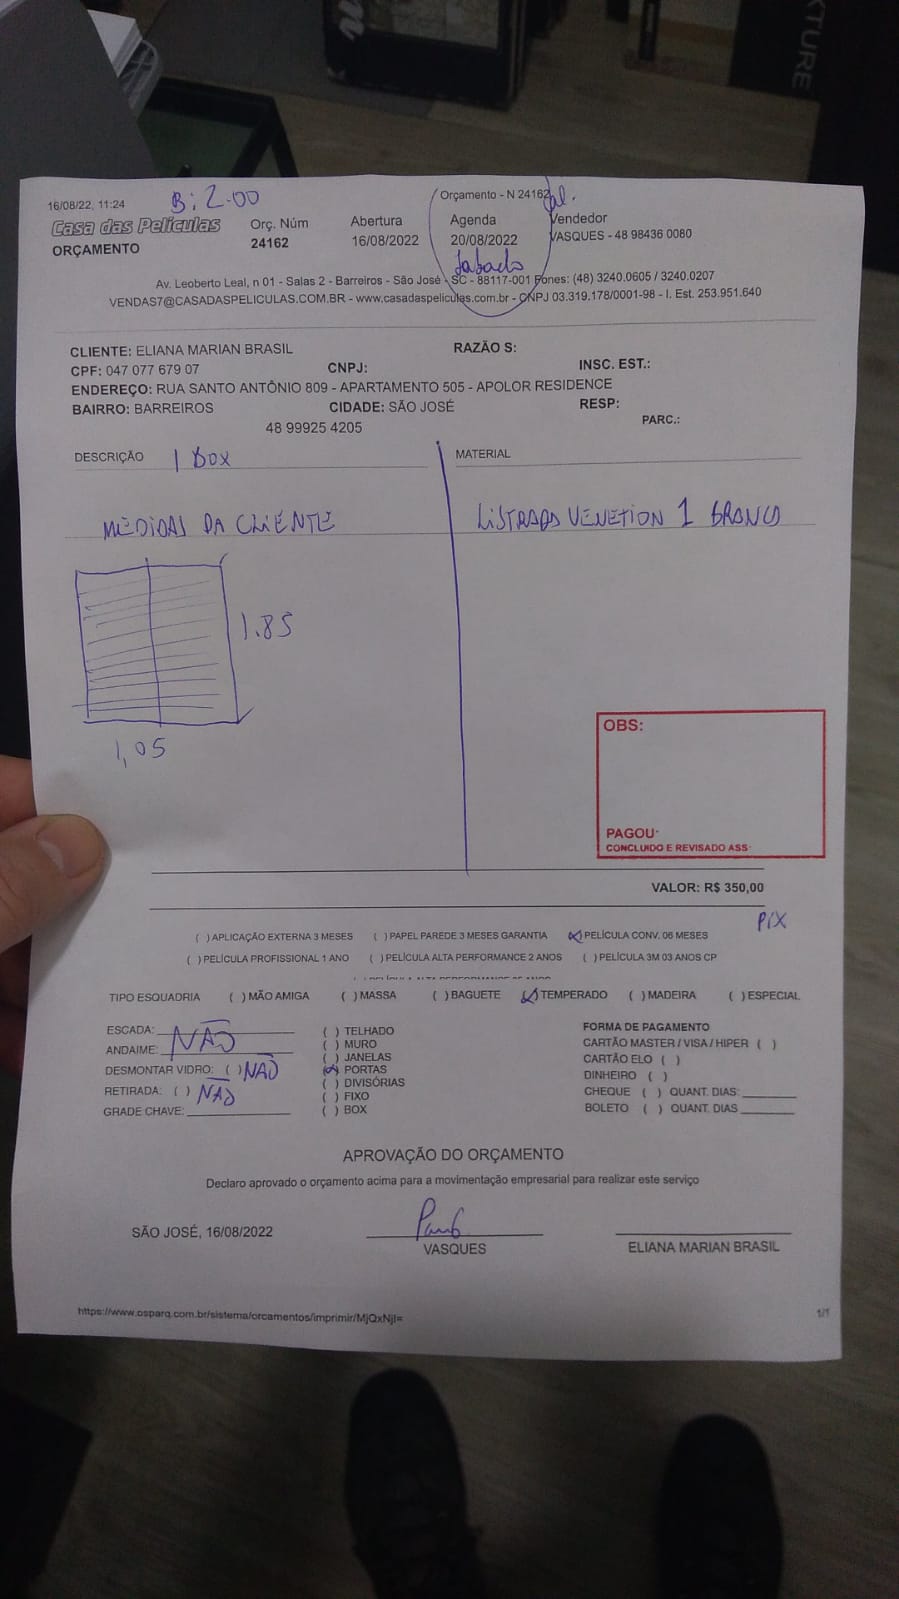 KTURE
16/08/22, 11:24
B: 2.00
Orçamento - N 24162
Casa das Películas
ORÇAMENTO
Orç. Núm
24162
Abertura
16/08/2022
Agenda
20/08/2022
Sabado
Vendedor
VASQUES - 48 98436 0080
Av. Leoberto Leal, n 01 - Salas 2 - Barreiros - São José - SC - 88117-001 Fones: (48) 3240.0605 / 3240.0207
VENDAS7@CASADASPELICULAS.COM.BR - www.casadaspeliculas.com.br - CNPJ 03.319.178/0001-98 - I. Est. 253.951.640
CLIENTE: ELIANA MARIAN BRASIL RAZÃO S:
CPF: 047 077 679 07 CNPJ: INSC. EST.:
ENDEREÇO: RUA SANTO ANTÔNIO 809 - APARTAMENTO 505 - APOLOR RESIDENCE
BAIRRO: BARREIROS CIDADE: SÃO JOSÉ RESP:
PARC.:
48 99925 4205
DESCRIÇÃO 1 BOX MATERIAL
MEDIDAS DA CLIENTE
LISTRADO VENETION 1 BRANCO
1.85
1,05
OBS:
PAGOU:
CONCLUIDO E REVISADO ASS:
VALOR: R$ 350,00
PIX
( ) APLICAÇÃO EXTERNA 3 MESES ( ) PAPEL PAREDE 3 MESES GARANTIA (X) PELÍCULA CONV. 06 MESES
( ) PELÍCULA PROFISSIONAL 1 ANO ( ) PELÍCULA ALTA PERFORMANCE 2 ANOS ( ) PELÍCULA 3M 03 ANOS CP
TIPO ESQUADRIA ( ) MÃO AMIGA ( ) MASSA ( ) BAGUETE (X) TEMPERADO ( ) MADEIRA ( ) ESPECIAL
ESCADA:
ANDAIME: NÃO
DESMONTAR VIDRO: ( ) NÃO
RETIRADA: ( ) NÃO
GRADE CHAVE:
( ) TELHADO
( ) MURO
( ) JANELAS
(X) PORTAS
( ) DIVISÓRIAS
( ) FIXO
( ) BOX
FORMA DE PAGAMENTO
CARTÃO MASTER / VISA / HIPER ( )
CARTÃO ELO ( )
DINHEIRO ( )
CHEQUE ( ) QUANT. DIAS:
BOLETO ( ) QUANT. DIAS
APROVAÇÃO DO ORÇAMENTO
Declaro aprovado o orçamento acima para a movimentação empresarial para realizar este serviço
SÃO JOSÉ, 16/08/2022
VASQUES
ELIANA MARIAN BRASIL
https://www.osparq.com.br/sistema/orcamentos/imprimir/MjQxNjI=
1/1